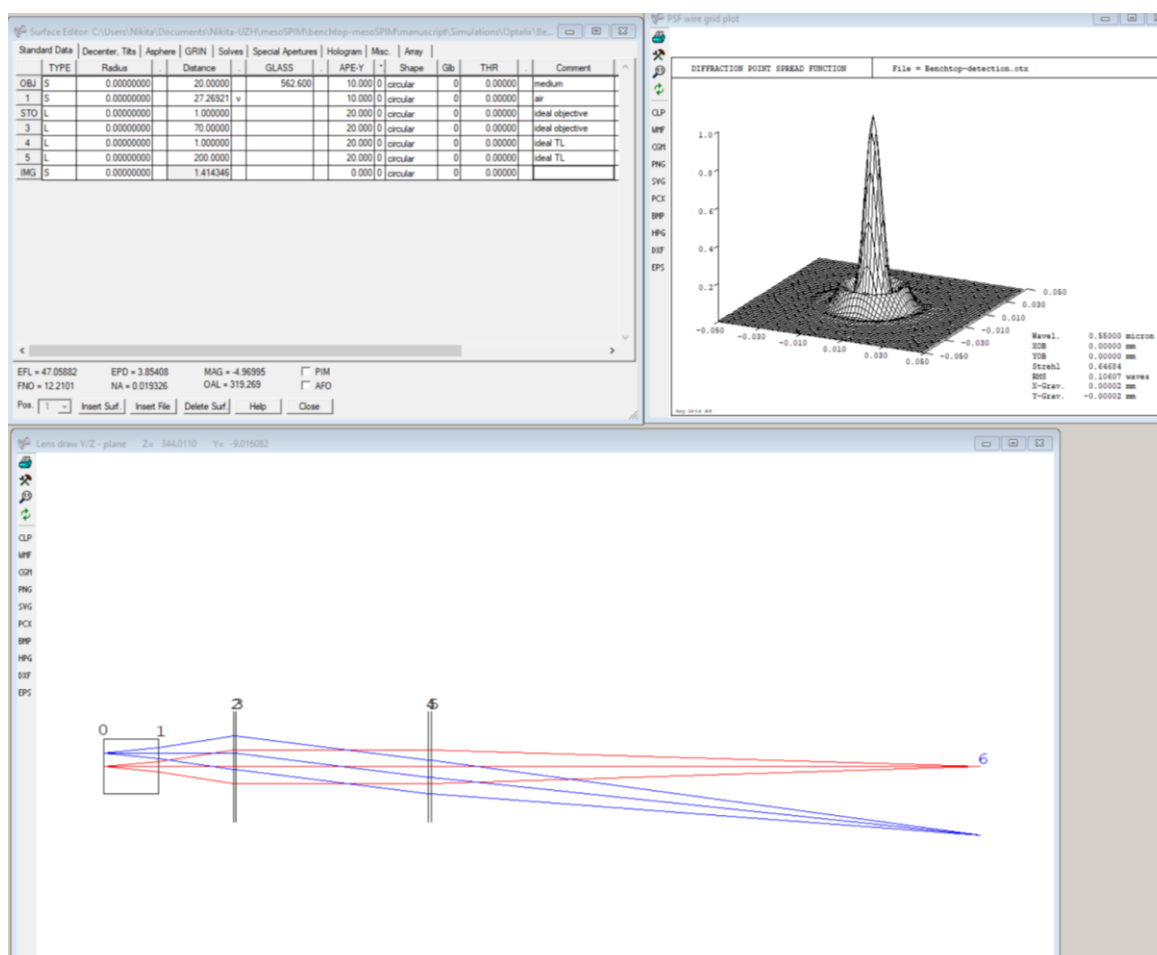 Surface Editor: C:\Users\Nikita\Documents\Nikita-UZH\mesoSPIM\benchtop-mesoSPIM\manuscript\Simulations\Optalix\Be...
Standard Data Decenter, Tilts Asphere GRIN Solves Special Apertures Hologram Misc. Array
TYPE Radius . Distance . GLASS . APE-Y * Shape Glb THR . Comment
OBJ S 0.00000000 20.00000 562.600 10.000 0 circular 0 0.00000 medium
1 S 0.00000000 27.26921 v 10.000 0 circular 0 0.00000 air
STO L 0.00000000 1.000000 20.000 0 circular 0 0.00000 ideal objective
3 L 0.00000000 70.00000 20.000 0 circular 0 0.00000 ideal objective
4 L 0.00000000 1.000000 20.000 0 circular 0 0.00000 ideal TL
5 L 0.00000000 200.0000 20.000 0 circular 0 0.00000 ideal TL
IMG S 0.00000000 1.414346 0.000 0 circular 0 0.00000
EFL = 47.05882 EPD = 3.85408 MAG = -4.96995 PIM
FNO = 12.2101 NA = 0.019326 OAL = 319.269 AFO
Pos. 1 Insert Surf. Insert File Delete Surf. Help Close
PSF wire grid plot
DIFFRACTION POINT SPREAD FUNCTION File = Benchtop-detection.otx
CLP
WMF
CGM
PNG
SVG
PCX
BMP
HPG
DXF
EPS
1.0
0.8
0.6
0.4
0.2
-0.050
-0.030
-0.010
0.010
0.030
0.050
0.050
0.030
0.010
-0.010
-0.030
-0.050
Wavel. 0.55000 micron
XOB 0.00000 mm
YOB 0.00000 mm
Strehl 0.64684
RMS 0.10607 waves
X-Grav. 0.00002 mm
Y-Grav. -0.00002 mm
Lens draw Y/Z - plane Z= 344.0110 Y= -9.016082
CLP
WMF
CGM
PNG
SVG
PCX
BMP
HPG
DXF
EPS
0 1 23 45 6